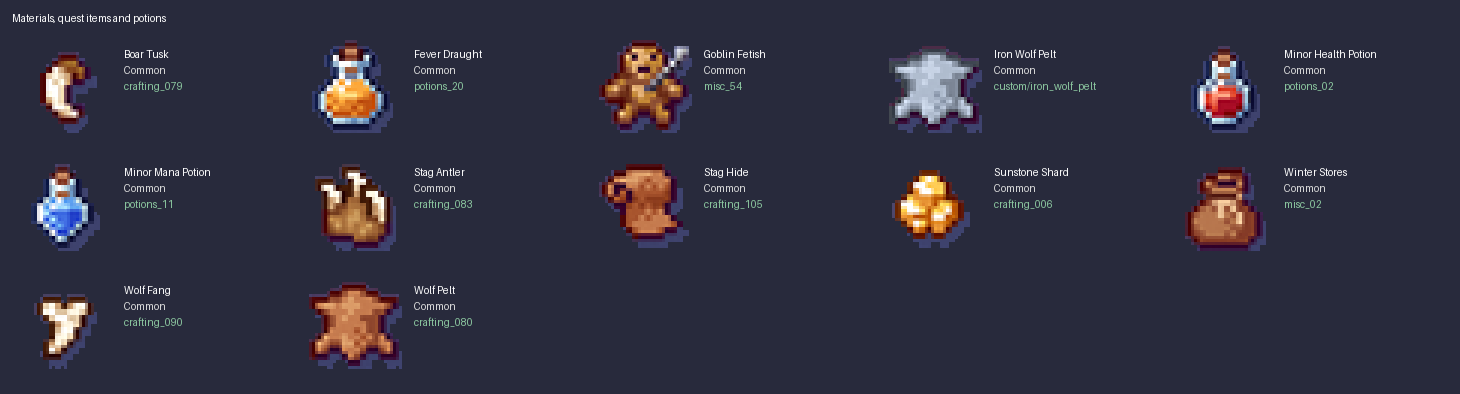 Materials, quest items and potions
Boar Tusk
Common
crafting_079
Fever Draught
Common
potions_20
Goblin Fetish
Common
misc_54
Iron Wolf Pelt
Common
custom/iron_wolf_pelt
Minor Health Potion
Common
potions_02
Minor Mana Potion
Common
potions_11
Stag Antler
Common
crafting_083
Stag Hide
Common
crafting_105
Sunstone Shard
Common
crafting_006
Winter Stores
Common
misc_02
Wolf Fang
Common
crafting_090
Wolf Pelt
Common
crafting_080